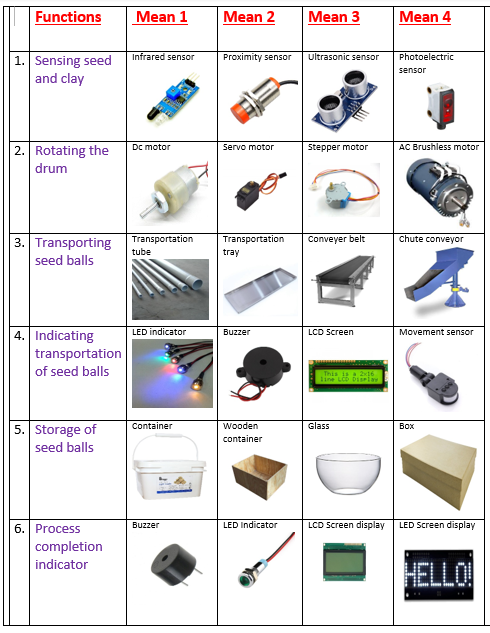 Functions
Mean 1
Mean 2
Mean 3
Mean 4
1.
Sensing seed
and clay
Infrared sensor
Proximity sensor
Ultrasonic sensor
Photoelectric
sensor
2.
Rotating the
drum
Dc motor
Servo motor
Stepper motor
AC Brushless motor
3.
Transporting
seed balls
Transportation
tube
Transportation
tray
Conveyer belt
Chute conveyor
4.
Indicating
transportation
of seed balls
LED indicator
Buzzer
LCD Screen
This is a 2x16
line LCD Display
Movement sensor
5.
Storage of
seed balls
Container
Wooden
container
Glass
Box
6.
Process
completion
indicator
Buzzer
LED Indicator
LCD Screen display
LED Screen display
HELLO!